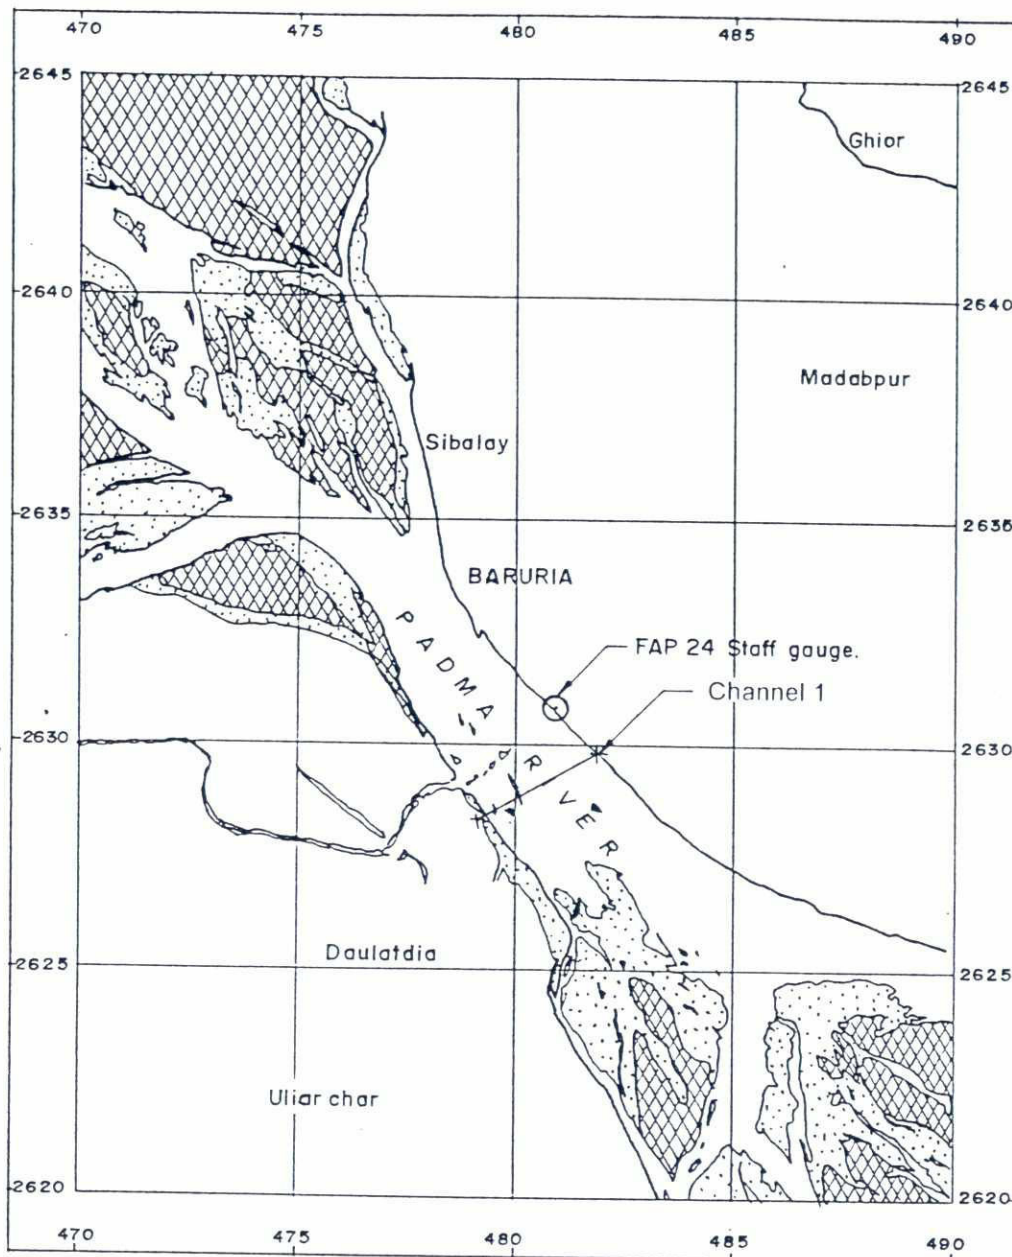 470 475 480 485 490
2645 2645
Ghior
2640 2640
Madabpur
Sibalay
2635 2635
BARURIA
PADMA RIVER
FAP 24 Staff gauge.
Channel 1
2630 2630
Daulatdia
2625 2625
Uliar char
2620 2620
470 475 480 485 490